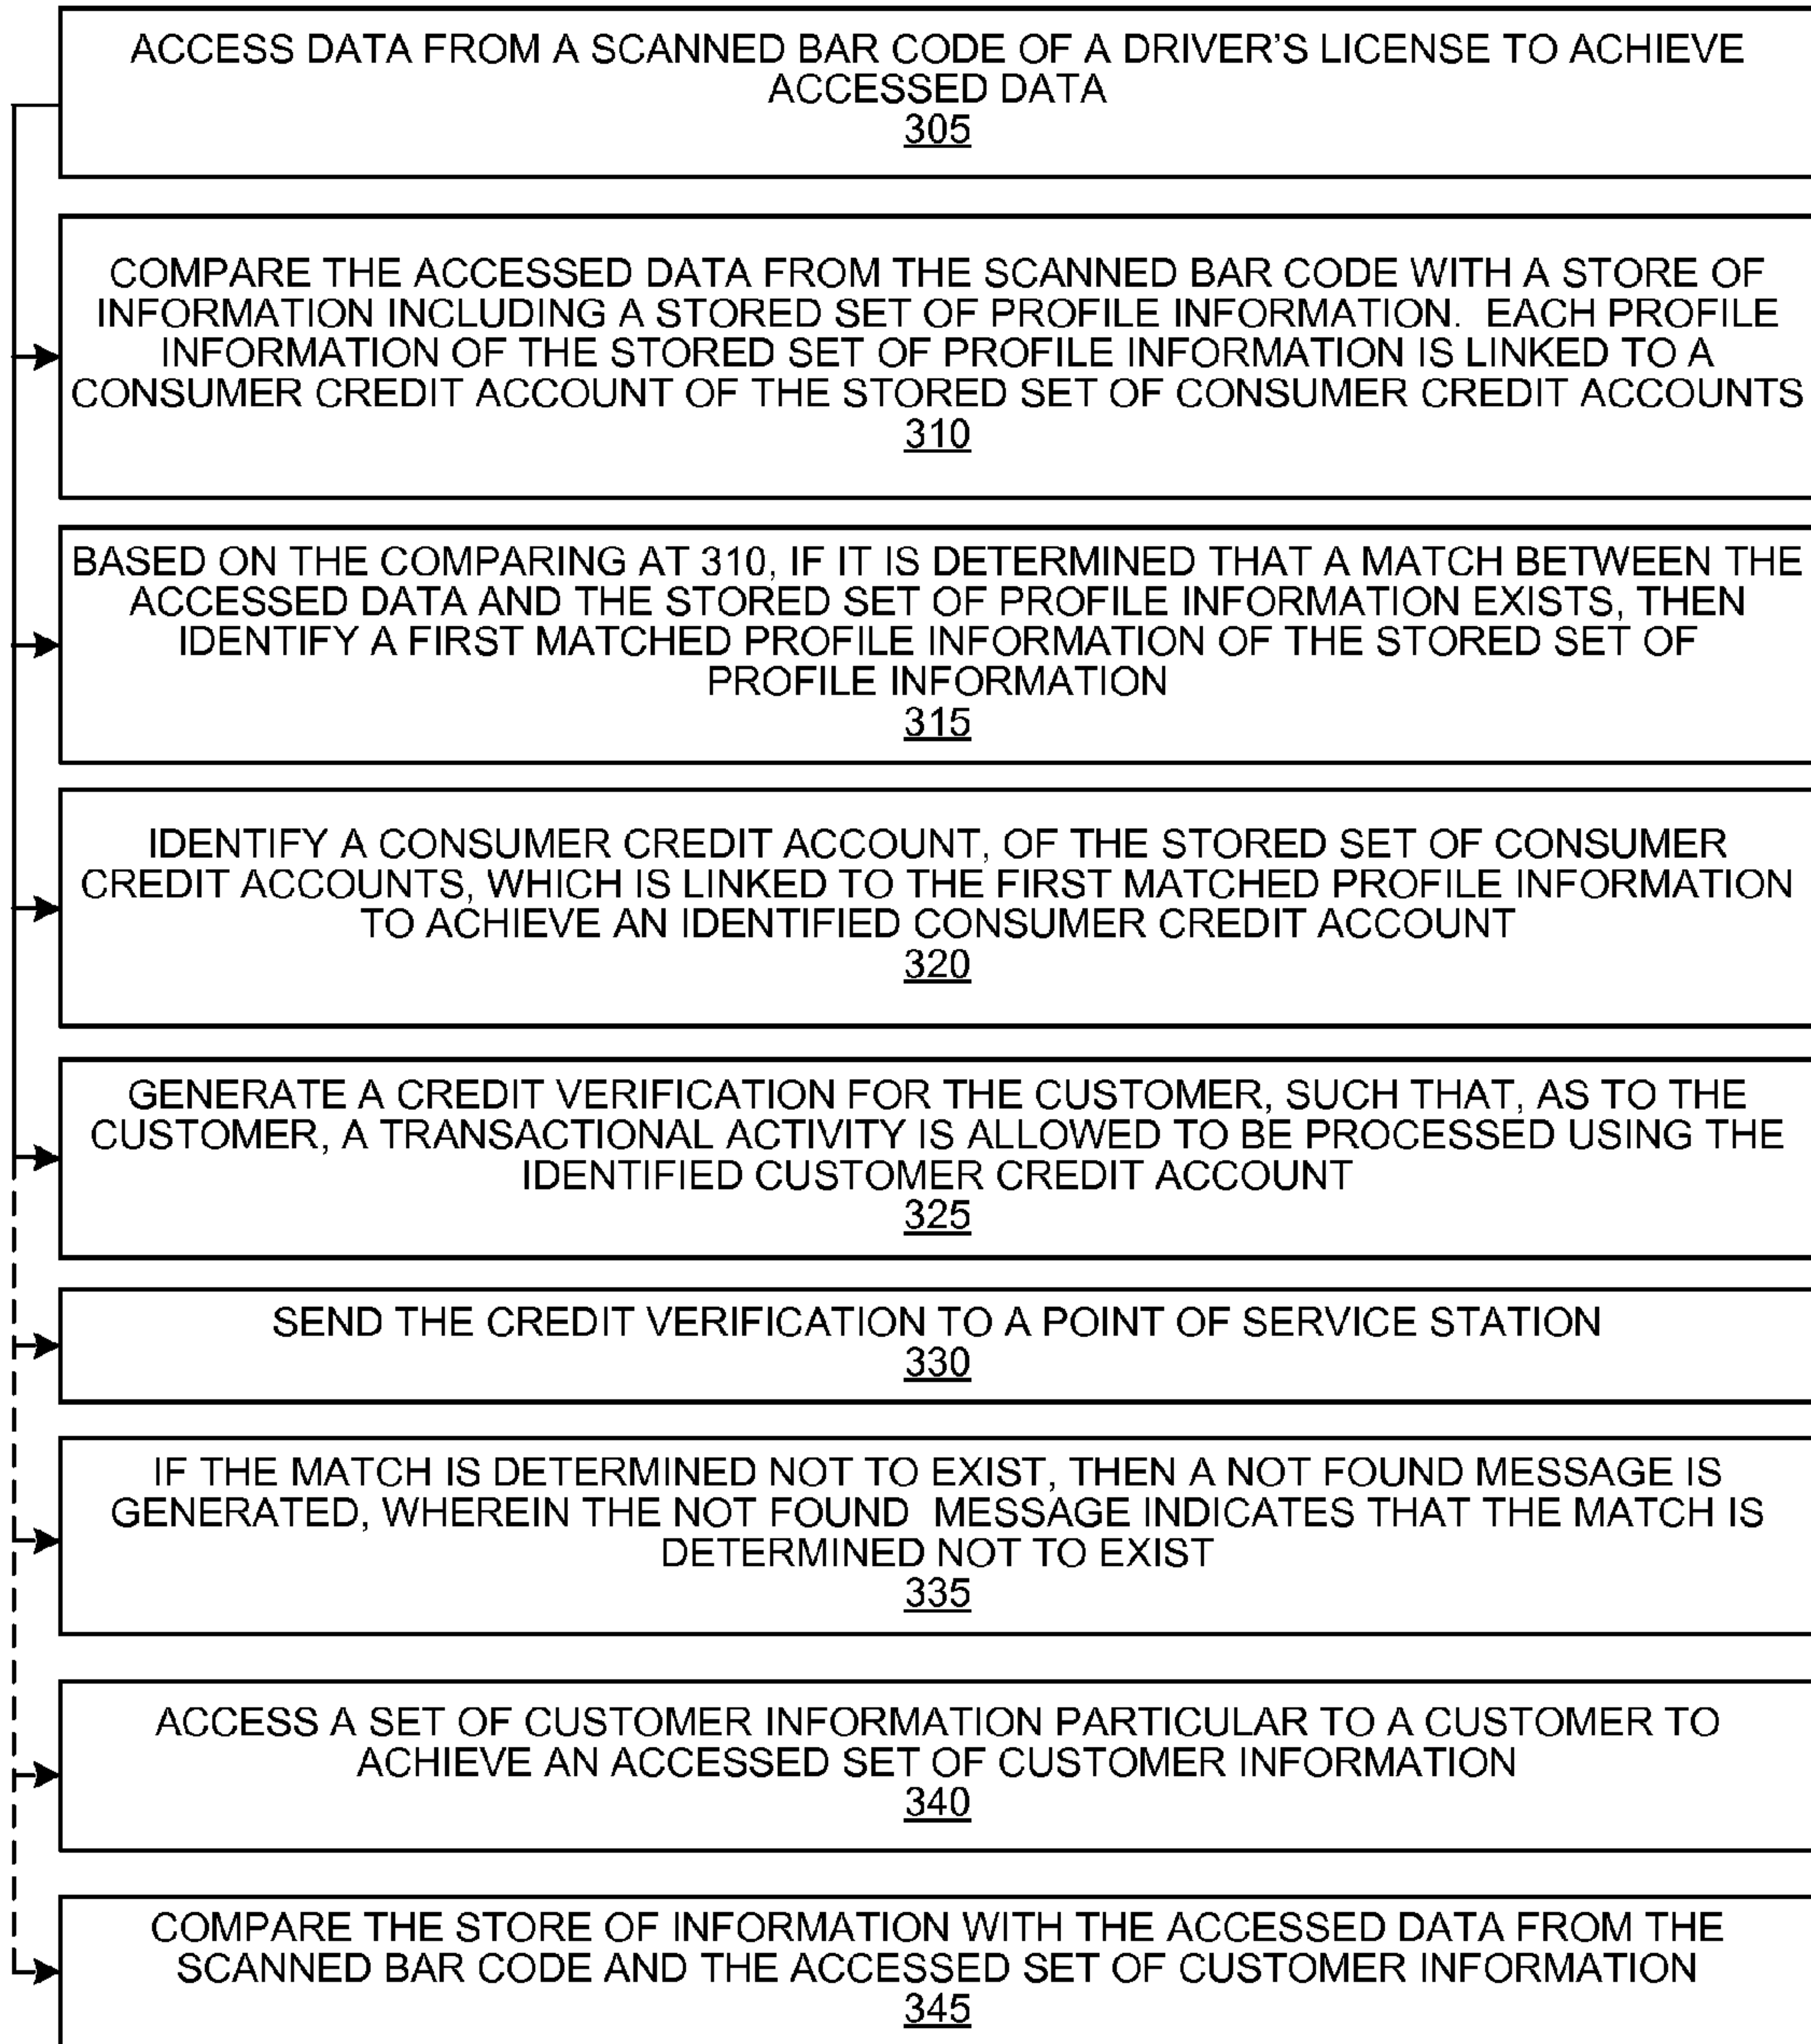 ACCESS DATA FROM A SCANNED BAR CODE OF A DRIVER'S LICENSE TO ACHIEVE
ACCESSED DATA
305
COMPARE THE ACCESSED DATA FROM THE SCANNED BAR CODE WITH A STORE OF
INFORMATION INCLUDING A STORED SET OF PROFILE INFORMATION. EACH PROFILE
INFORMATION OF THE STORED SET OF PROFILE INFORMATION IS LINKED TO A
CONSUMER CREDIT ACCOUNT OF THE STORED SET OF CONSUMER CREDIT ACCOUNTS
310
BASED ON THE COMPARING AT 310, IF IT IS DETERMINED THAT A MATCH BETWEEN THE
ACCESSED DATA AND THE STORED SET OF PROFILE INFORMATION EXISTS, THEN
IDENTIFY A FIRST MATCHED PROFILE INFORMATION OF THE STORED SET OF
PROFILE INFORMATION
315
IDENTIFY A CONSUMER CREDIT ACCOUNT, OF THE STORED SET OF CONSUMER
CREDIT ACCOUNTS, WHICH IS LINKED TO THE FIRST MATCHED PROFILE INFORMATION
TO ACHIEVE AN IDENTIFIED CONSUMER CREDIT ACCOUNT
320
GENERATE A CREDIT VERIFICATION FOR THE CUSTOMER, SUCH THAT, AS TO THE
CUSTOMER, A TRANSACTIONAL ACTIVITY IS ALLOWED TO BE PROCESSED USING THE
IDENTIFIED CUSTOMER CREDIT ACCOUNT
325
SEND THE CREDIT VERIFICATION TO A POINT OF SERVICE STATION
330
IF THE MATCH IS DETERMINED NOT TO EXIST, THEN A NOT FOUND MESSAGE IS
GENERATED, WHEREIN THE NOT FOUND MESSAGE INDICATES THAT THE MATCH IS
DETERMINED NOT TO EXIST
335
ACCESS A SET OF CUSTOMER INFORMATION PARTICULAR TO A CUSTOMER TO
ACHIEVE AN ACCESSED SET OF CUSTOMER INFORMATION
340
COMPARE THE STORE OF INFORMATION WITH THE ACCESSED DATA FROM THE
SCANNED BAR CODE AND THE ACCESSED SET OF CUSTOMER INFORMATION
345